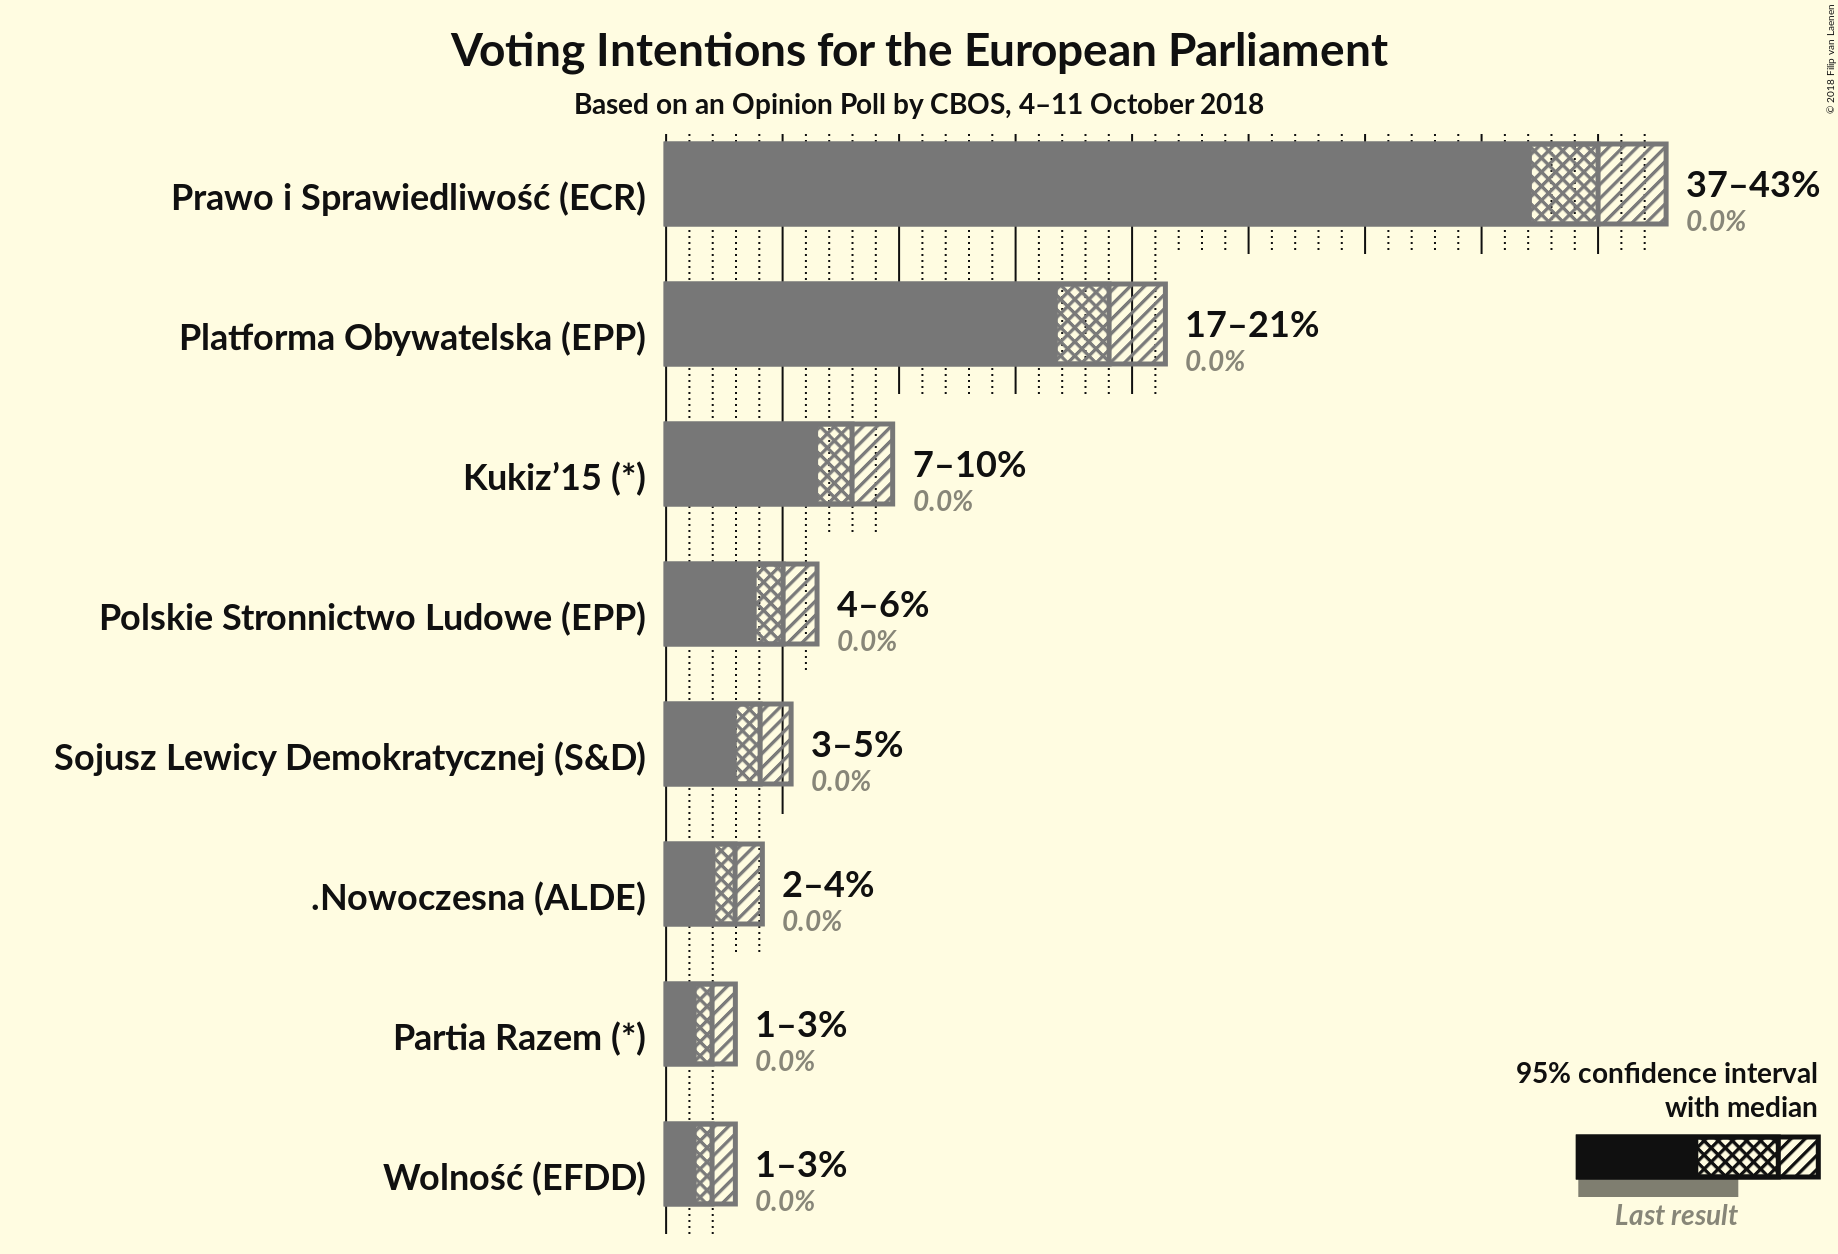 Voting Intentions for the European Parliament
Based on an Opinion Poll by CBOS, 4–11 October 2018
© 2018 Filip van Laenen
Prawo i Sprawiedliwość (ECR)
37–43%
0.0%
Platforma Obywatelska (EPP)
17–21%
0.0%
Kukiz’15 (*)
7–10%
0.0%
Polskie Stronnictwo Ludowe (EPP)
4–6%
0.0%
Sojusz Lewicy Demokratycznej (S&D)
3–5%
0.0%
.Nowoczesna (ALDE)
2–4%
0.0%
Partia Razem (*)
1–3%
0.0%
Wolność (EFDD)
1–3%
0.0%
95% confidence interval
with median
Last result